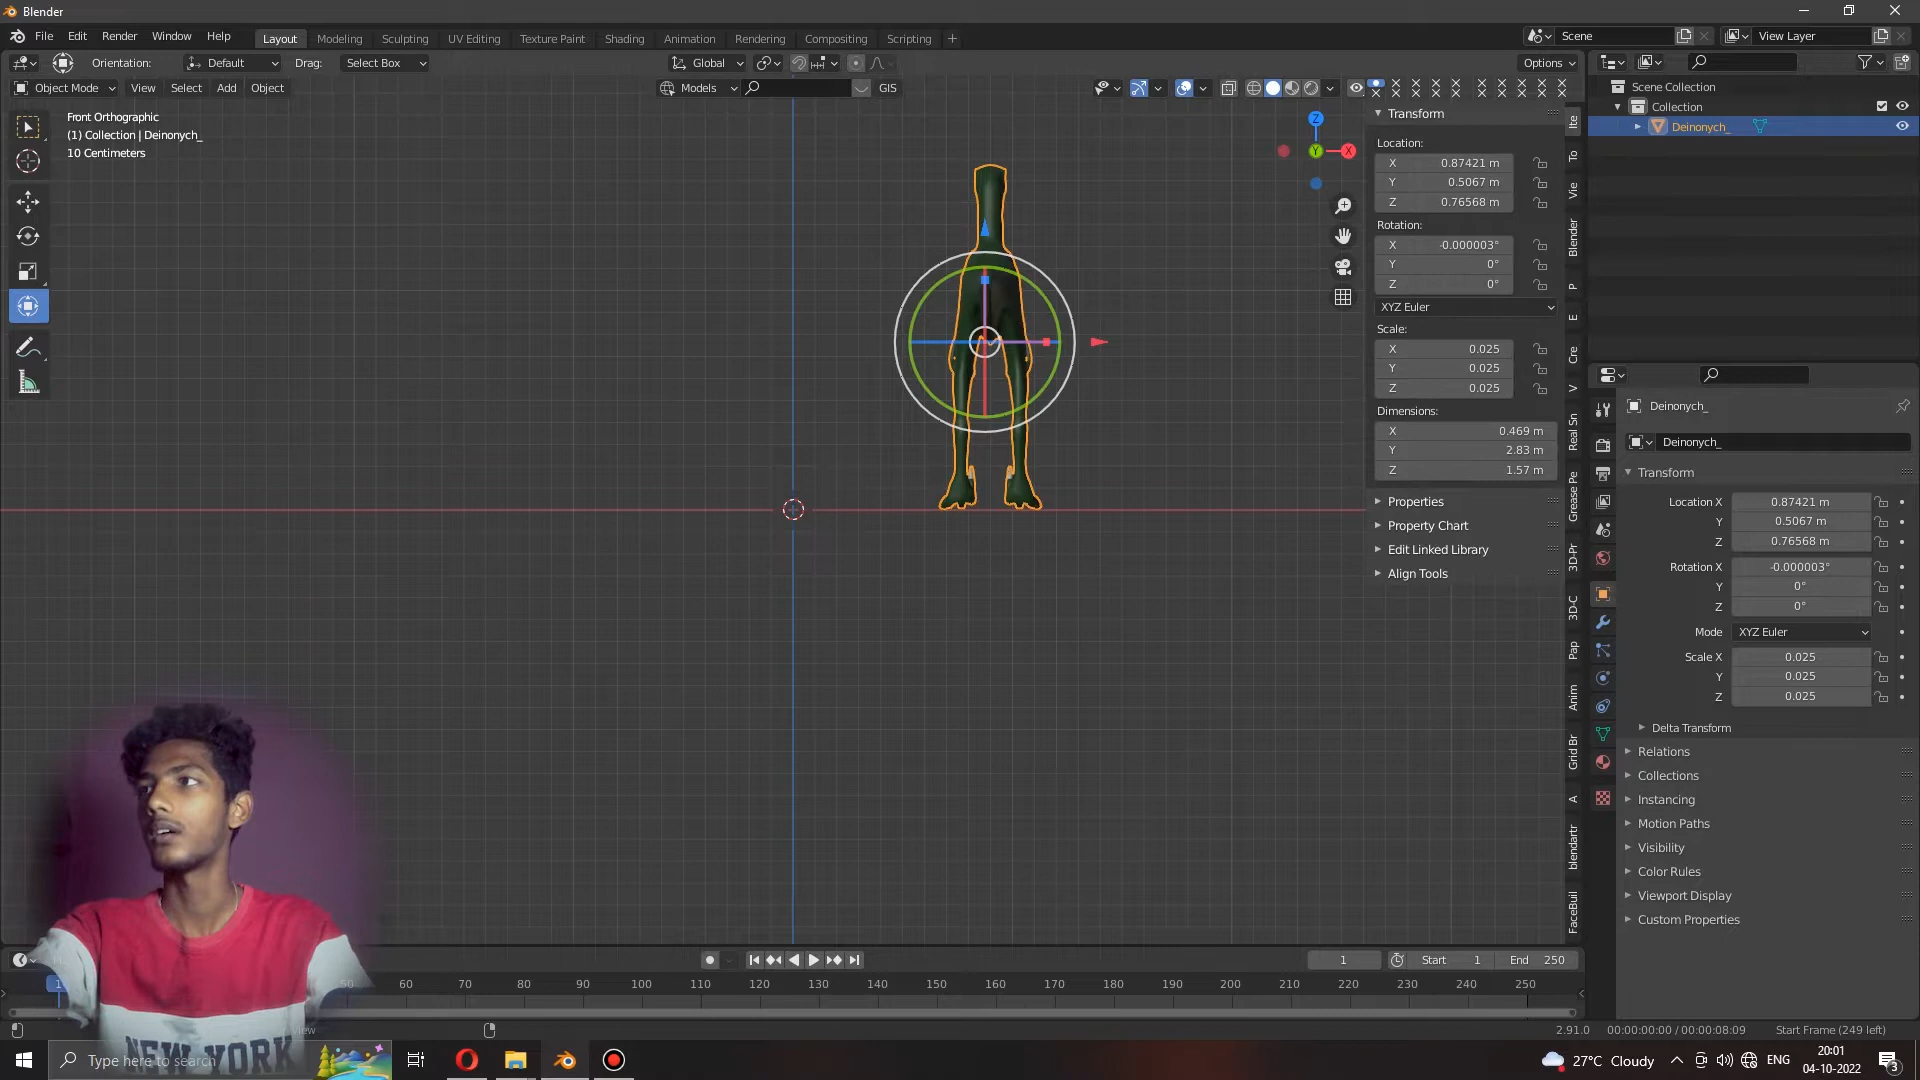 Blender
File Edit Render Window Help
Layout Modeling Sculpting UV Editing Texture Paint Shading Animation Rendering Compositing Scripting
Scene
View Layer
Orientation: Default Drag: Select Box
Global
Options
Object Mode View Select Add Object
Models
GIS
Front Orthographic
(1) Collection | Deinonych_
10 Centimeters
Z
Y
X
Transform
Location:
X 0.87421 m
Y 0.5067 m
Z 0.76568 m
Rotation:
X -0.000003°
Y 0°
Z 0°
XYZ Euler
Scale:
X 0.025
Y 0.025
Z 0.025
Dimensions:
X 0.469 m
Y 2.83 m
Z 1.57 m
Properties
Property Chart
Edit Linked Library
Align Tools
Ite
To
Vie
Blender
P
E
Cre
V
Real Sn
Grease Pe
3D-Pr
3D-C
Pap
Anim
Grid Br
A
blendartr
FaceBuil
Scene Collection
Collection
Deinonych_
Deinonych_
Deinonych_
Transform
Location X 0.87421 m
Y 0.5067 m
Z 0.76568 m
Rotation X -0.000003°
Y 0°
Z 0°
Mode XYZ Euler
Scale X 0.025
Y 0.025
Z 0.025
Delta Transform
Relations
Collections
Instancing
Motion Paths
Visibility
Color Rules
Viewport Display
Custom Properties
1 Start 1 End 250
1 50 60 70 80 90 100 110 120 130 140 150 160 170 180 190 200 210 220 230 240 250
2.91.0 00:00:00:00 / 00:00:08:09 Start Frame (249 left)
NEW YORK
Type here to search
27°C Cloudy
ENG
20:01
04-10-2022
3